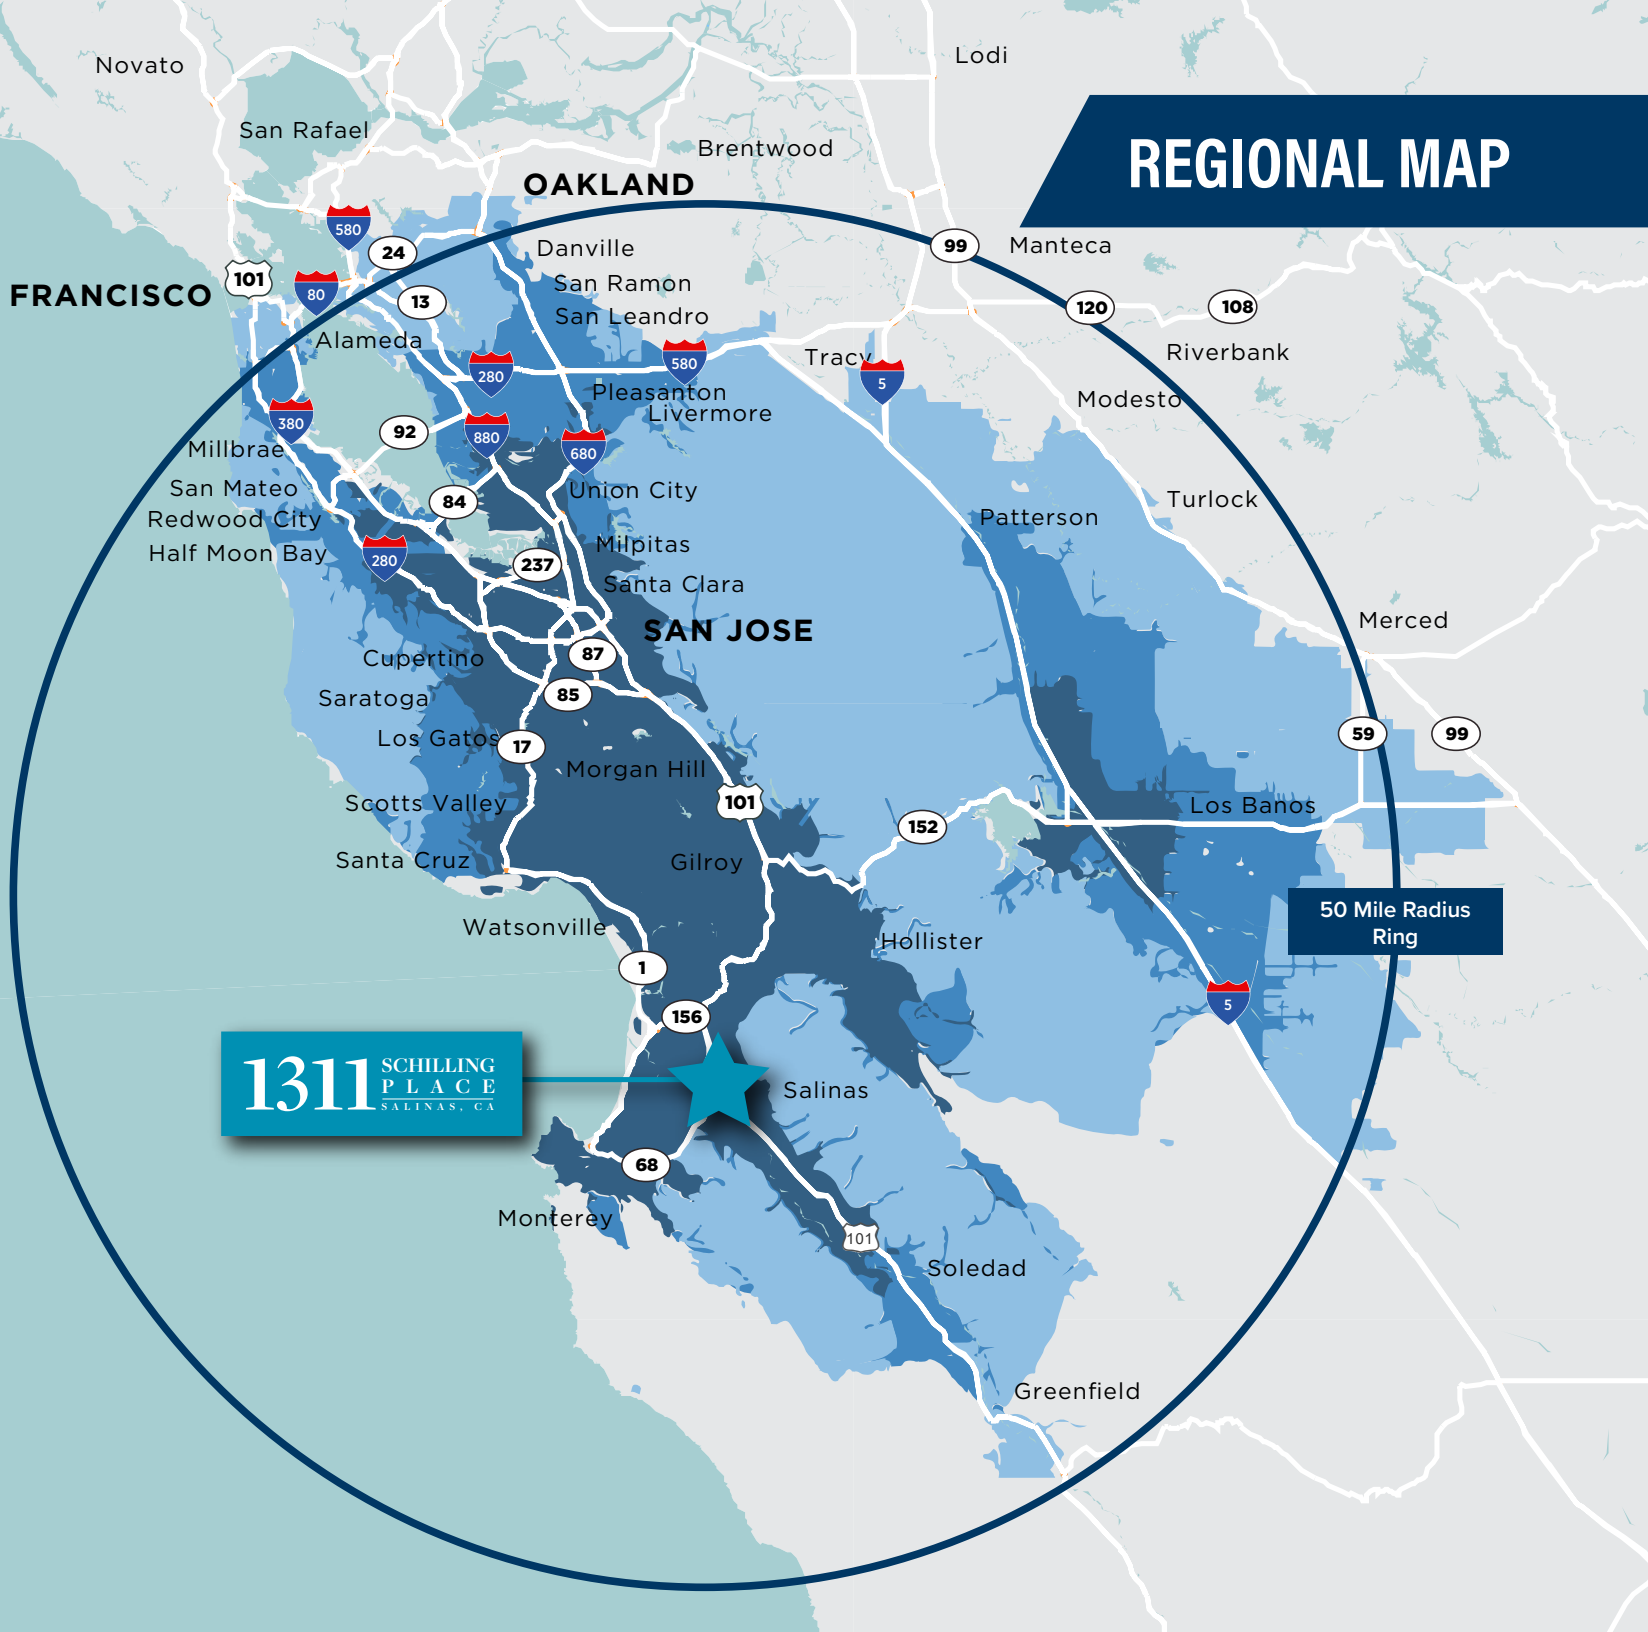 Novato
Lodi
San Rafael
Brentwood
REGIONAL MAP
OAKLAND
580
24
Danville
99
Manteca
101
FRANCISCO
80
13
San Ramon
120
108
San Leandro
Alameda
580
Tracy
Riverbank
280
5
Pleasanton
Modesto
Livermore
380
92
880
Millbrae
680
San Mateo
Union City
84
Turlock
Redwood City
Patterson
Half Moon Bay
280
Milpitas
237
Santa Clara
SAN JOSE
Merced
Cupertino
87
Saratoga
85
Los Gatos
17
59
99
Morgan Hill
Scotts Valley
101
Los Banos
152
Santa Cruz
Gilroy
50 Mile Radius
Ring
Watsonville
Hollister
1
5
156
1311
SCHILLING
PLACE
SALINAS, CA
Salinas
68
Monterey
101
Soledad
Greenfield